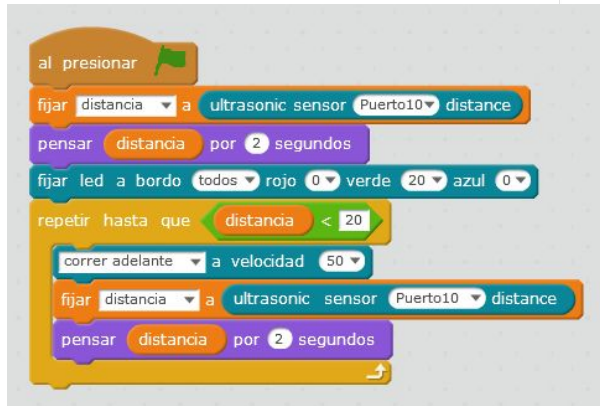 al presionar
fijar distancia a ultrasonic sensor Puerto10 distance
pensar distancia por 2 segundos
fijar led a bordo todos rojo 0 verde 20 azul 0
repetir hasta que distancia < 20
correr adelante a velocidad 50
fijar distancia a ultrasonic sensor Puerto10 distance
pensar distancia por 2 segundos